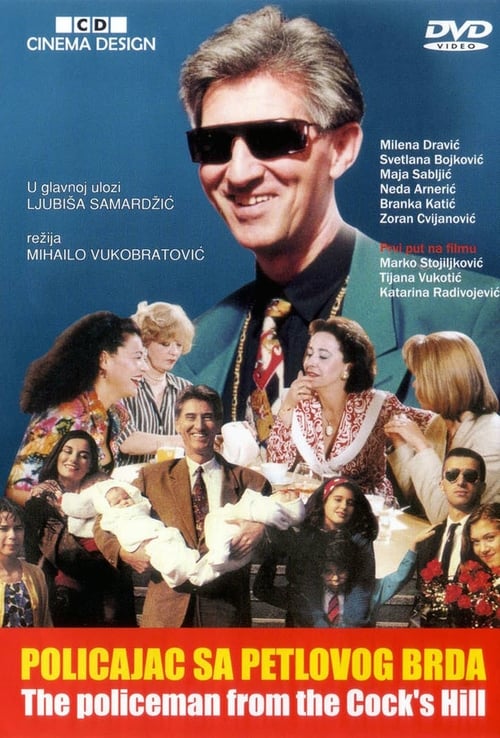 CD
CINEMA DESIGN
DVD
VIDEO
Milena Dravić
Svetlana Bojković
Maja Sabljić
Neda Arnerić
Branka Katić
Zoran Cvijanović
U glavnoj ulozi
LJUBIŠA SAMARDŽIĆ
režija
MIHAILO VUKOBRATOVIĆ
Prvi put na filmu
Marko Stojiljković
Tijana Vukotić
Katarina Radivojević
POLICAJAC SA PETLOVOG BRDA
The policeman from the Cock's Hill